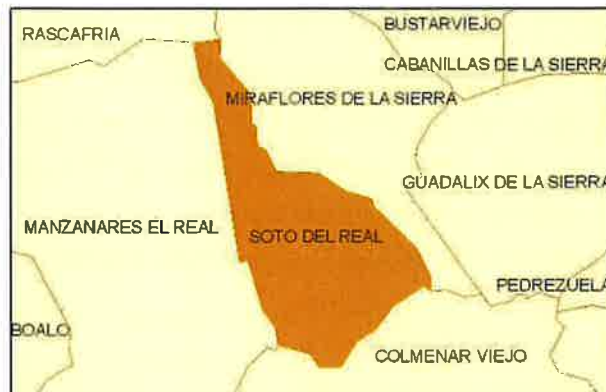 BUSTARVIEJO
RASCAFRIA
CABANILLAS DE LA SIERRA
MIRAFLORES DE LA SIERRA
GUADALIX DE LA SIERRA
MANZANARES EL REAL
SOTO DEL REAL
PEDREZUELA
BOALO
COLMENAR VIEJO